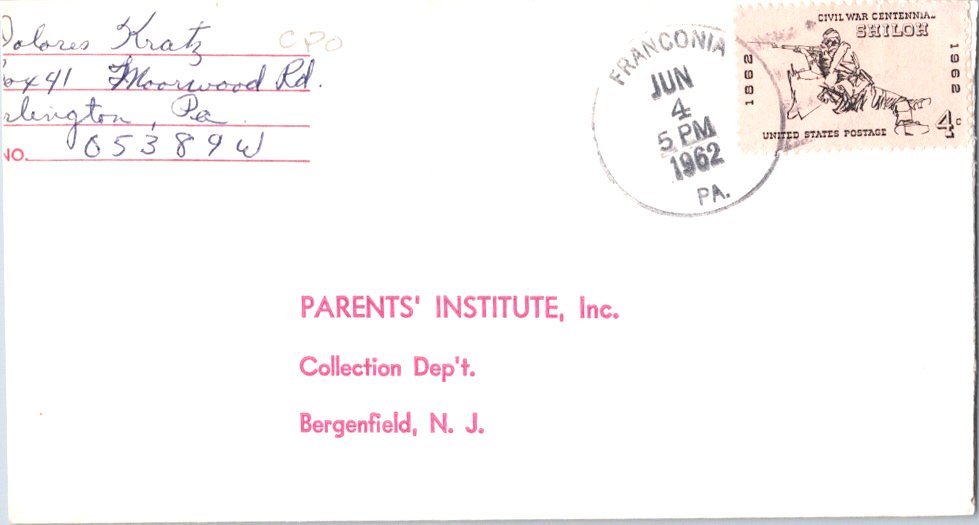 Dolores Kratz CPO
Box 41 Moorwood Rd.
rlington, Pa.
NO. 05389W
FRANCONIA
JUN
4
5 PM
1962
PA.
CIVIL WAR CENTENNIAL
SHILOH
1862
1962
UNITED STATES POSTAGE
4c
PARENTS' INSTITUTE, Inc.
Collection Dep't.
Bergenfield, N. J.